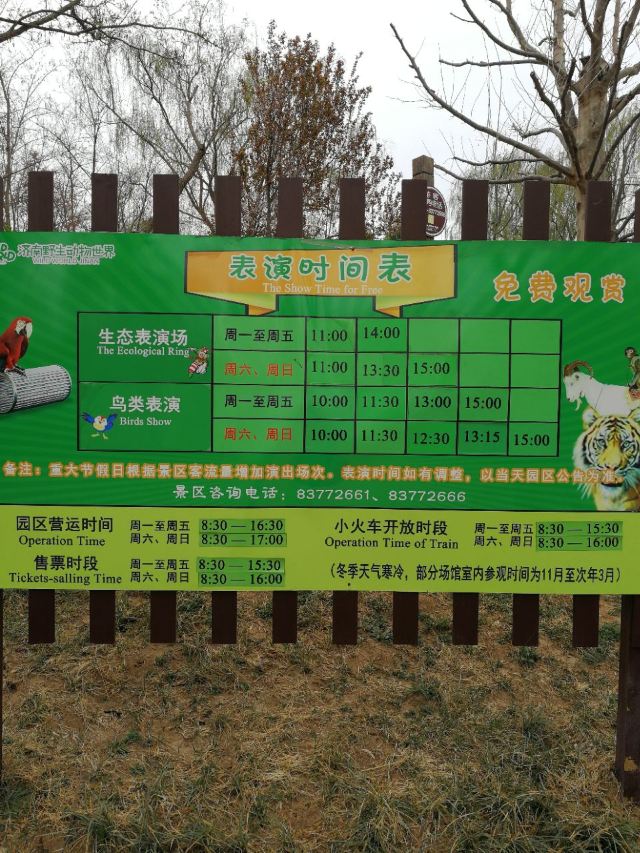 济南野生动物世界
WILD WORLD JINAN
表演时间表
The Show Time for Free
免费观赏
生态表演场
The Ecological Ring
周一至周五 11:00 14:00
周六、周日 11:00 13:30 15:00
鸟类表演
Birds Show
周一至周五 10:00 11:30 13:00 15:00
周六、周日 10:00 11:30 12:30 13:15 15:00
备注：重大节假日根据景区客流量增加演出场次。表演时间如有调整，以当天园区公告为准。
景区咨询电话：83772661、83772666
园区营运时间
Operation Time
周一至周五 8:30 — 16:30
周六、周日 8:30 — 17:00
售票时段
Tickets-salling Time
周一至周五 8:30 — 15:30
周六、周日 8:30 — 16:00
小火车开放时段
Operation Time of Train
周一至周五 8:30 — 15:30
周六、周日 8:30 — 16:00
（冬季天气寒冷，部分场馆室内参观时间为11月至次年3月）